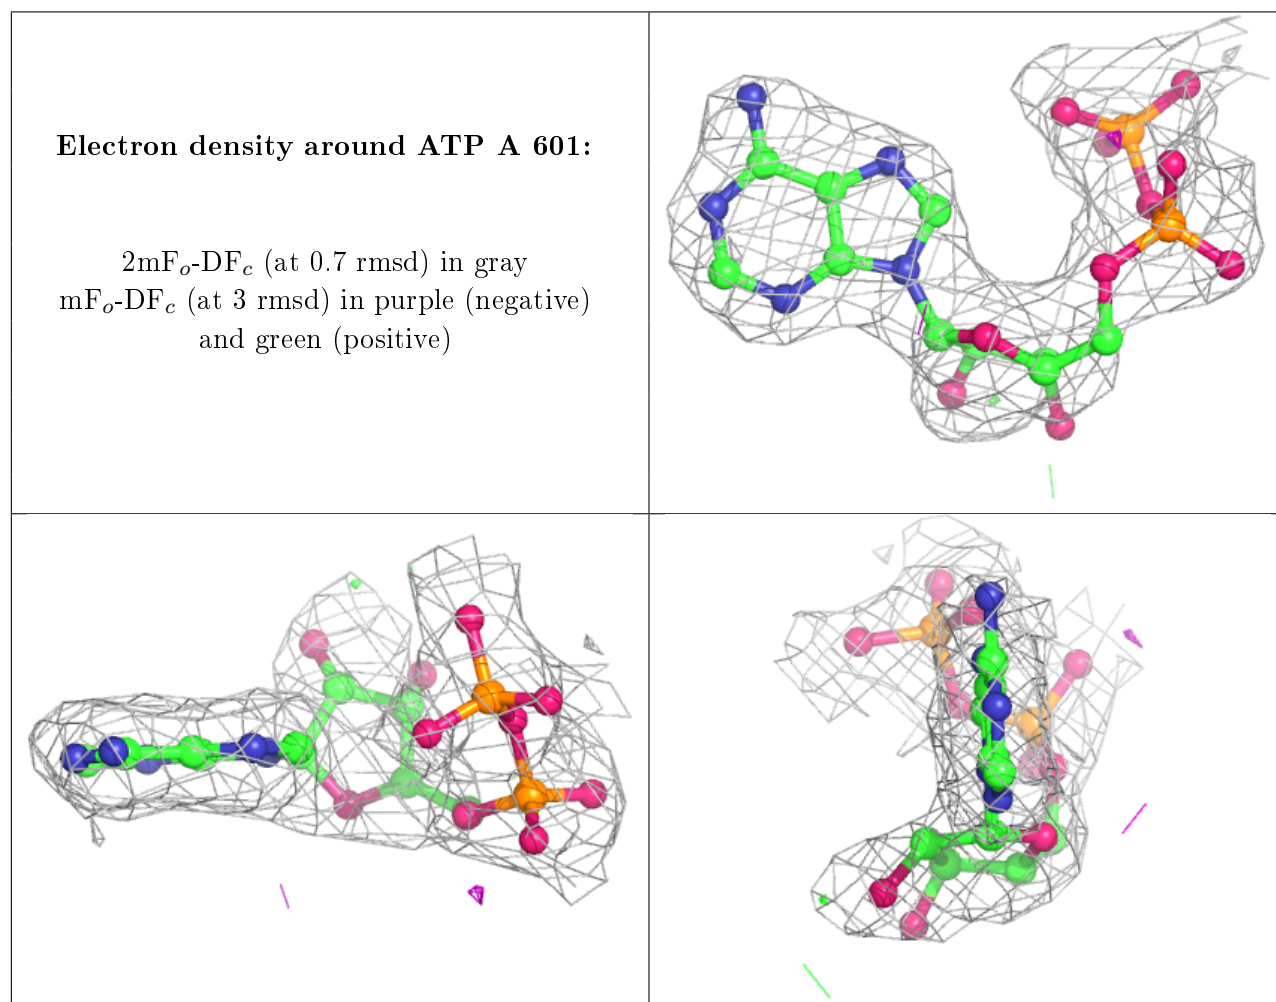 Electron density around ATP A 601:
2mFo-DFc (at 0.7 rmsd) in gray
mFo-DFc (at 3 rmsd) in purple (negative)
and green (positive)